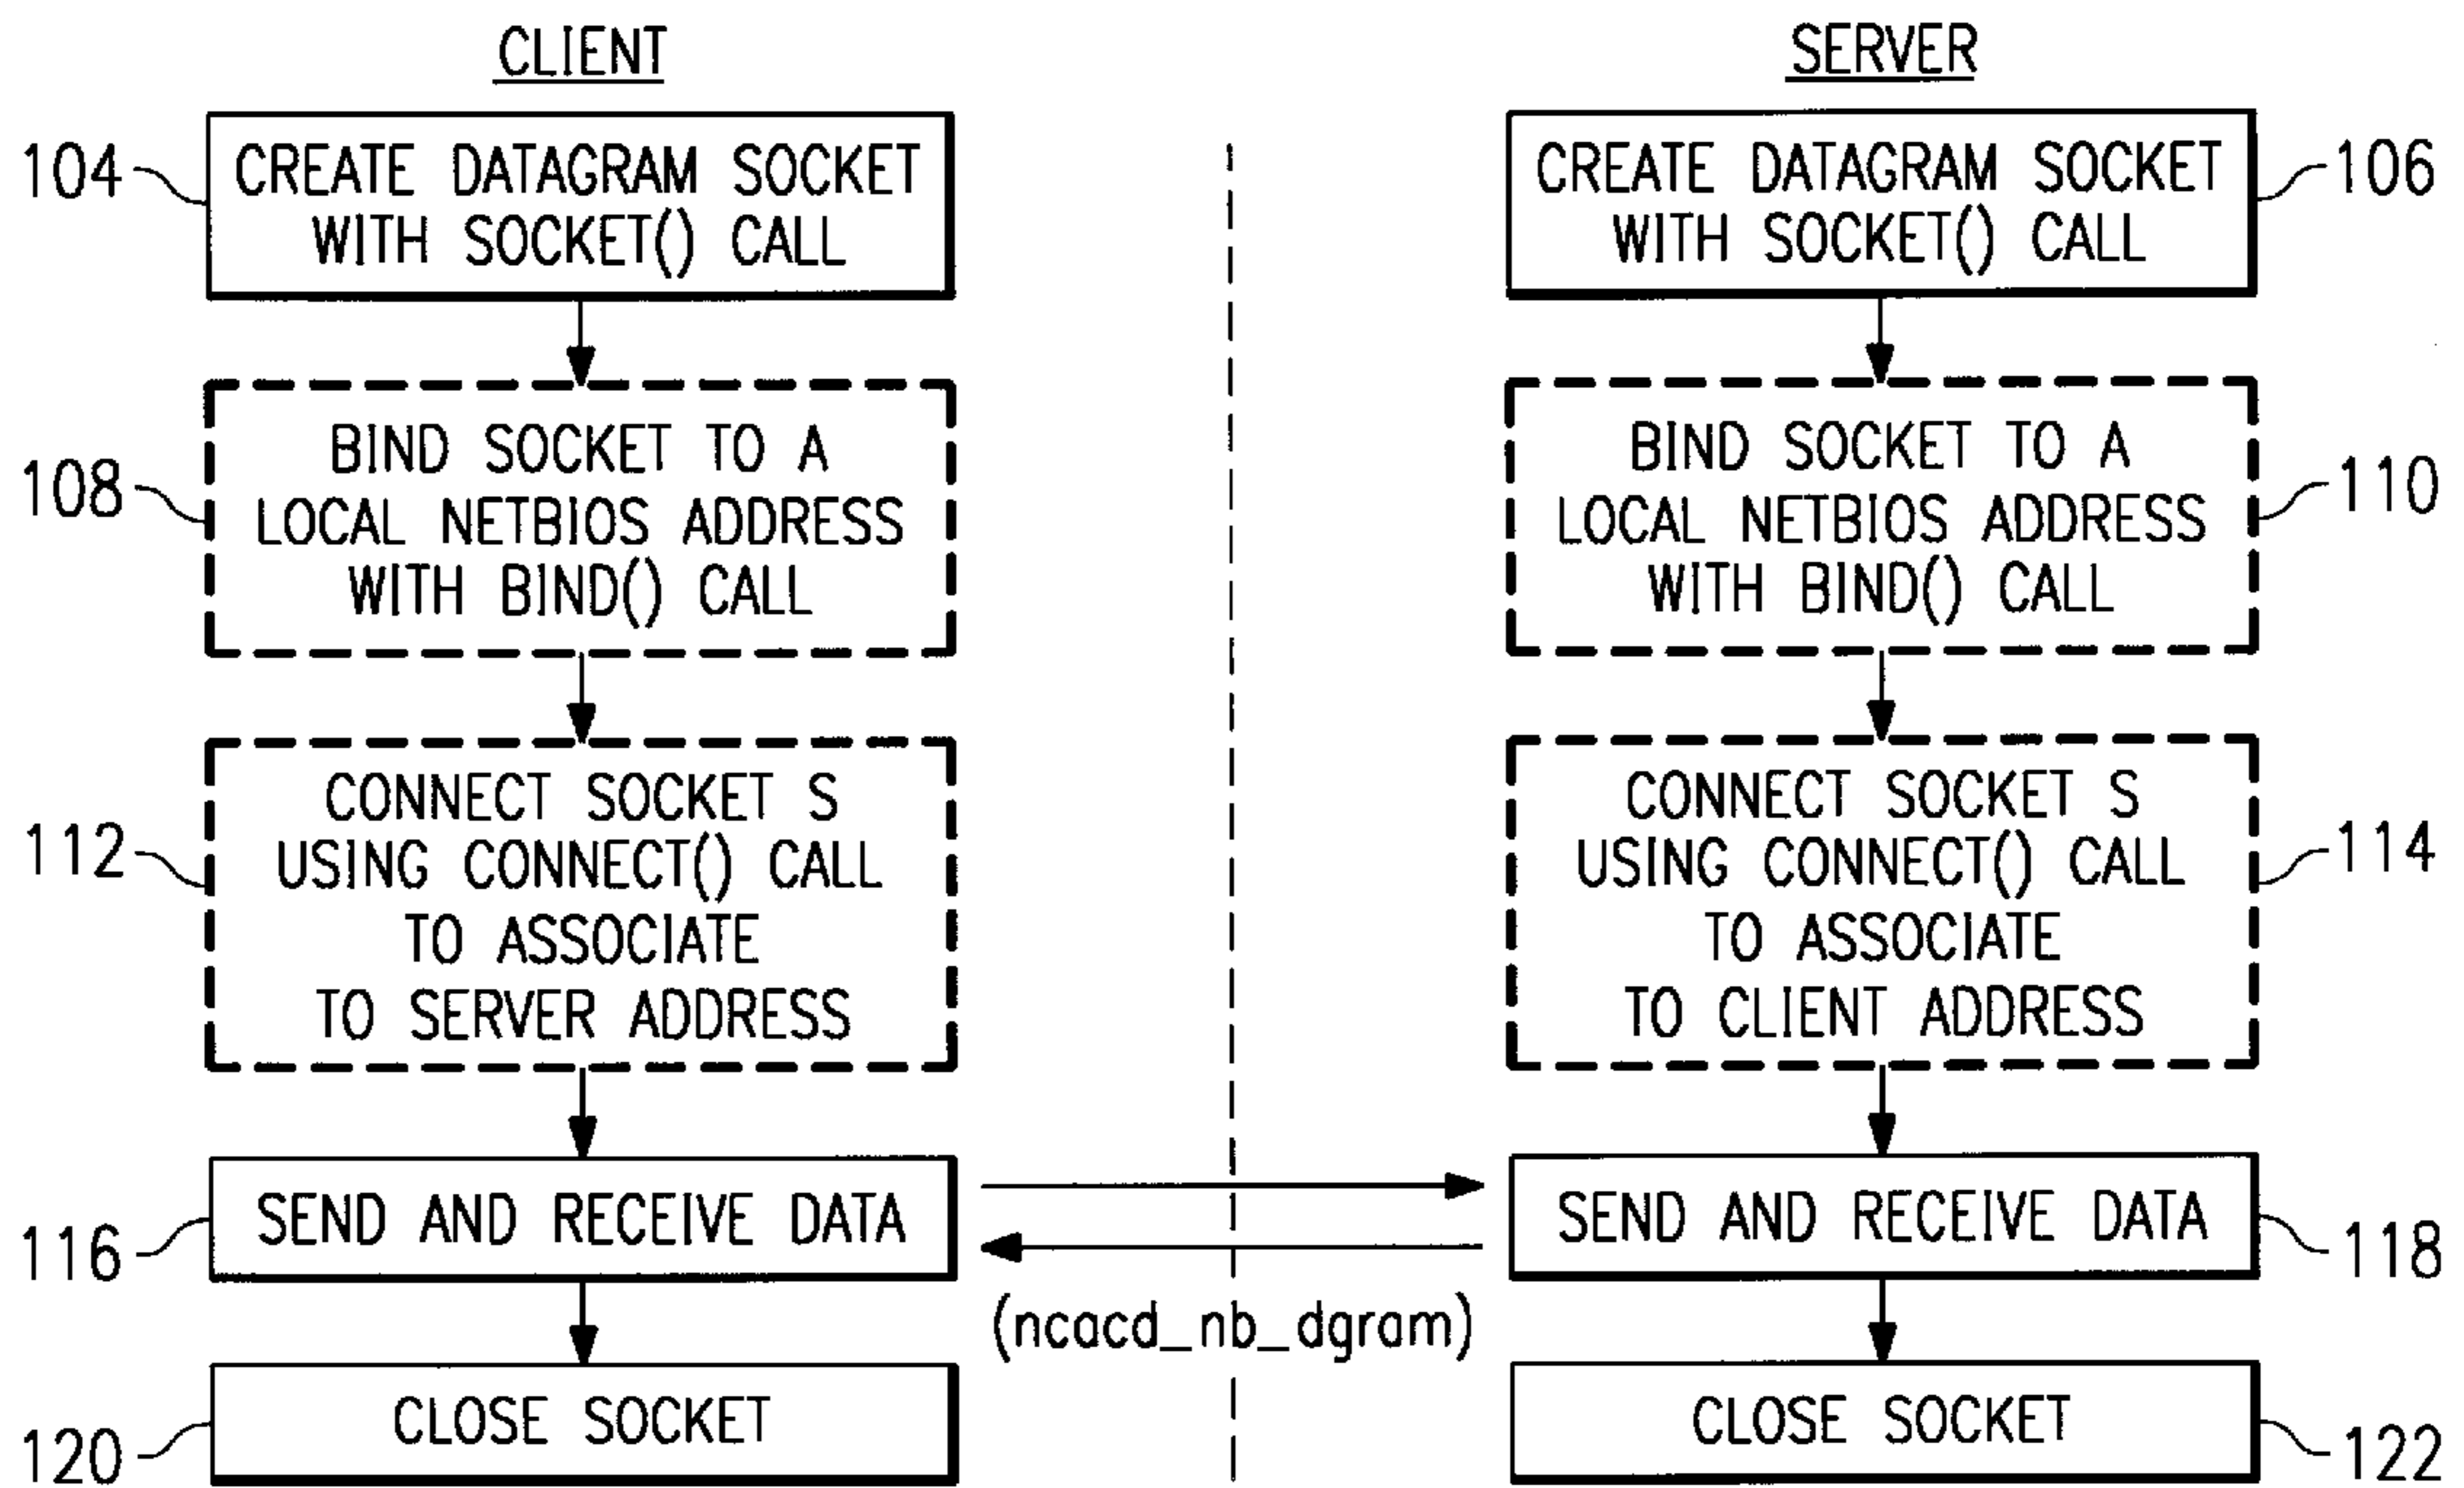 CLIENT
104
CREATE DATAGRAM SOCKET
WITH SOCKET() CALL
108
BIND SOCKET TO A
LOCAL NETBIOS ADDRESS
WITH BIND() CALL
112
CONNECT SOCKET S
USING CONNECT() CALL
TO ASSOCIATE
TO SERVER ADDRESS
116
SEND AND RECEIVE DATA
120
CLOSE SOCKET
(ncacd_nb_dgram)
SERVER
CREATE DATAGRAM SOCKET
WITH SOCKET() CALL
106
BIND SOCKET TO A
LOCAL NETBIOS ADDRESS
WITH BIND() CALL
110
CONNECT SOCKET S
USING CONNECT() CALL
TO ASSOCIATE
TO CLIENT ADDRESS
114
SEND AND RECEIVE DATA
118
CLOSE SOCKET
122